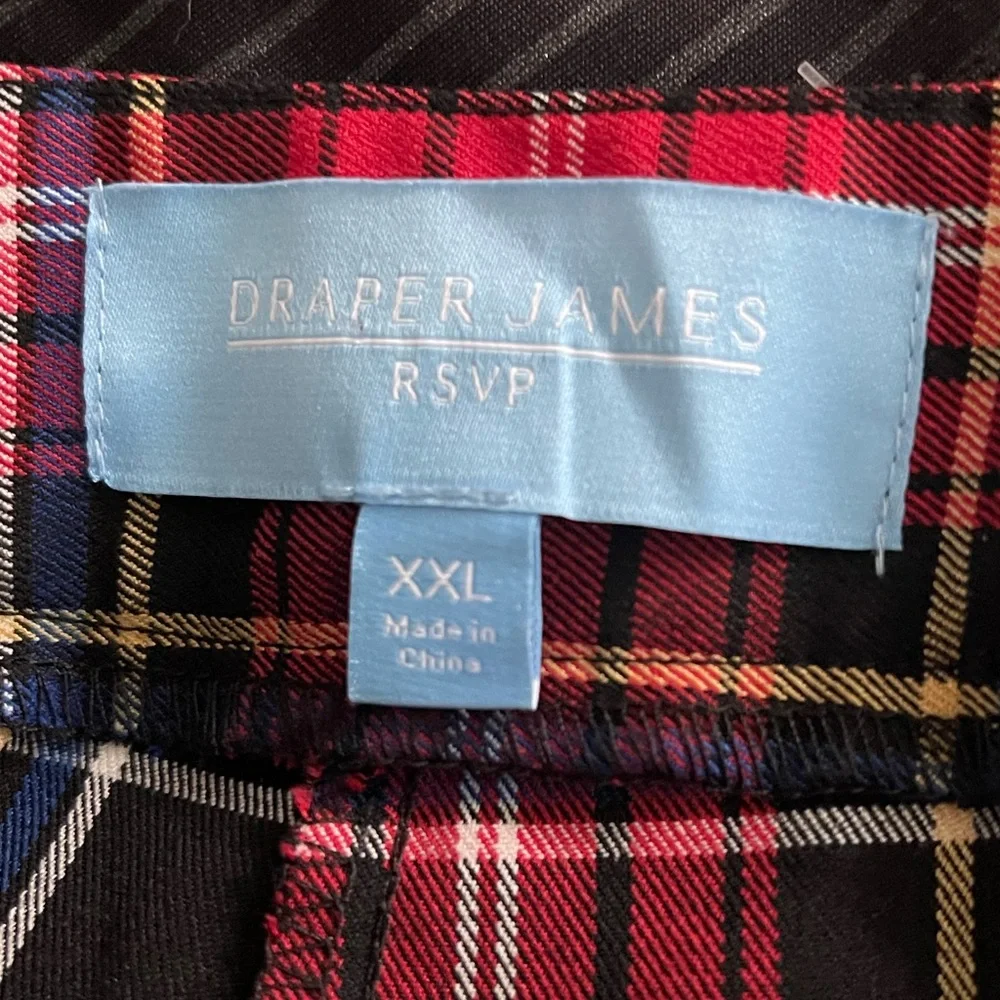 DRAPER JAMES
RSVP
XXL
Made in
China